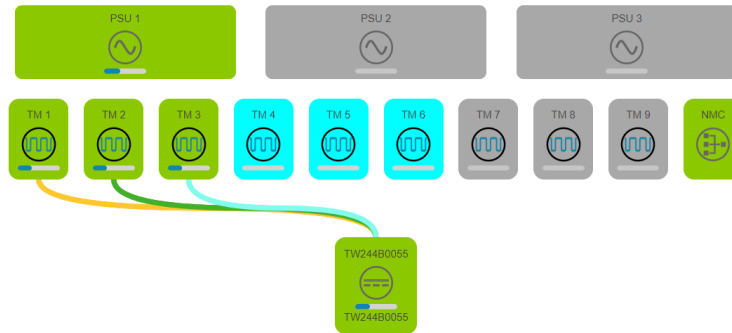 PSU 1
PSU 2
PSU 3
TM 1
TM 2
TM 3
TM 4
TM 5
TM 6
TM 7
TM 8
TM 9
NMC
TW244B0055
TW244B0055